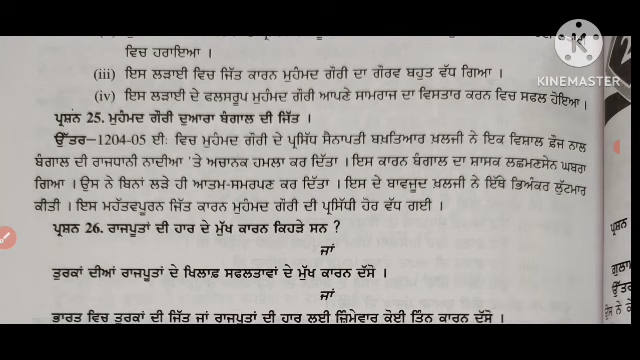 ਵਿਚ ਹਰਾਇਆ ।
(iii) ਇਸ ਲੜਾਈ ਵਿਚ ਜਿੱਤ ਕਾਰਨ ਮੁਹੰਮਦ ਗੌਰੀ ਦਾ ਗੌਰਵ ਬਹੁਤ ਵੱਧ ਗਿਆ ।
(iv) ਇਸ ਲੜਾਈ ਦੇ ਫਲਸਰੂਪ ਮੁਹੰਮਦ ਗੌਰੀ ਆਪਣੇ ਸਾਮਰਾਜ ਦਾ ਵਿਸਤਾਰ ਕਰਨ ਵਿਚ ਸਫਲ ਹੋਇਆ ।
KINEMASTER
ਪ੍ਰਸ਼ਨ 25. ਮੁਹੰਮਦ ਗੌਰੀ ਦੁਆਰਾ ਬੰਗਾਲ ਦੀ ਜਿੱਤ ।
ਉੱਤਰ–1204-05 ਈ: ਵਿਚ ਮੁਹੰਮਦ ਗੌਰੀ ਦੇ ਪ੍ਰਸਿੱਧ ਸੈਨਾਪਤੀ ਬਖ਼ਤਿਆਰ ਖ਼ਲਜੀ ਨੇ ਇਕ ਵਿਸ਼ਾਲ ਫ਼ੌਜ ਨਾਲ
ਬੰਗਾਲ ਦੀ ਰਾਜਧਾਨੀ ਨਾਦੀਆ 'ਤੇ ਅਚਾਨਕ ਹਮਲਾ ਕਰ ਦਿੱਤਾ । ਇਸ ਕਾਰਨ ਬੰਗਾਲ ਦਾ ਸ਼ਾਸਕ ਲਛਮਣਸੇਨ ਘਬਰਾ
ਗਿਆ । ਉਸ ਨੇ ਬਿਨਾਂ ਲੜੇ ਹੀ ਆਤਮ-ਸਮਰਪਣ ਕਰ ਦਿੱਤਾ । ਇਸ ਦੇ ਬਾਵਜੂਦ ਖ਼ਲਜੀ ਨੇ ਇੱਥੇ ਭਿਅੰਕਰ ਲੁੱਟਮਾਰ
ਕੀਤੀ । ਇਸ ਮਹੱਤਵਪੂਰਨ ਜਿੱਤ ਕਾਰਨ ਮੁਹੰਮਦ ਗੌਰੀ ਦੀ ਪ੍ਰਸਿੱਧੀ ਹੋਰ ਵੱਧ ਗਈ ।
ਪ੍ਰਸ਼ਨ 26. ਰਾਜਪੂਤਾਂ ਦੀ ਹਾਰ ਦੇ ਮੁੱਖ ਕਾਰਨ ਕਿਹੜੇ ਸਨ ?
ਜਾਂ
ਤੁਰਕਾਂ ਦੀਆਂ ਰਾਜਪੂਤਾਂ ਦੇ ਖਿਲਾਫ਼ ਸਫਲਤਾਵਾਂ ਦੇ ਮੁੱਖ ਕਾਰਨ ਦੱਸੋ ।
ਜਾਂ
ਭਾਰਤ ਵਿਚ ਤੁਰਕਾਂ ਦੀ ਜਿੱਤ ਜਾਂ ਰਾਜਪੂਤਾਂ ਦੀ ਹਾਰ ਲਈ ਜ਼ਿੰਮੇਵਾਰ ਕੋਈ ਤਿੰਨ ਕਾਰਨ ਦੱਸੋ ।
ਪ੍ਰਸ਼ਨ